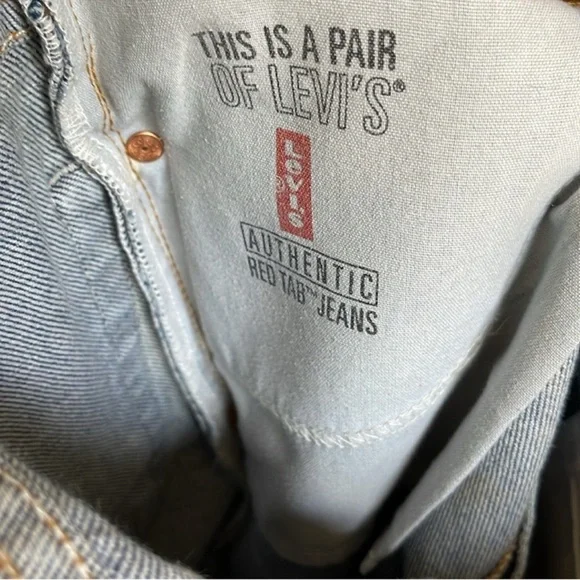 THIS IS A PAIR
OF LEVI'S®
Levi's®
AUTHENTIC
RED TAB™ JEANS